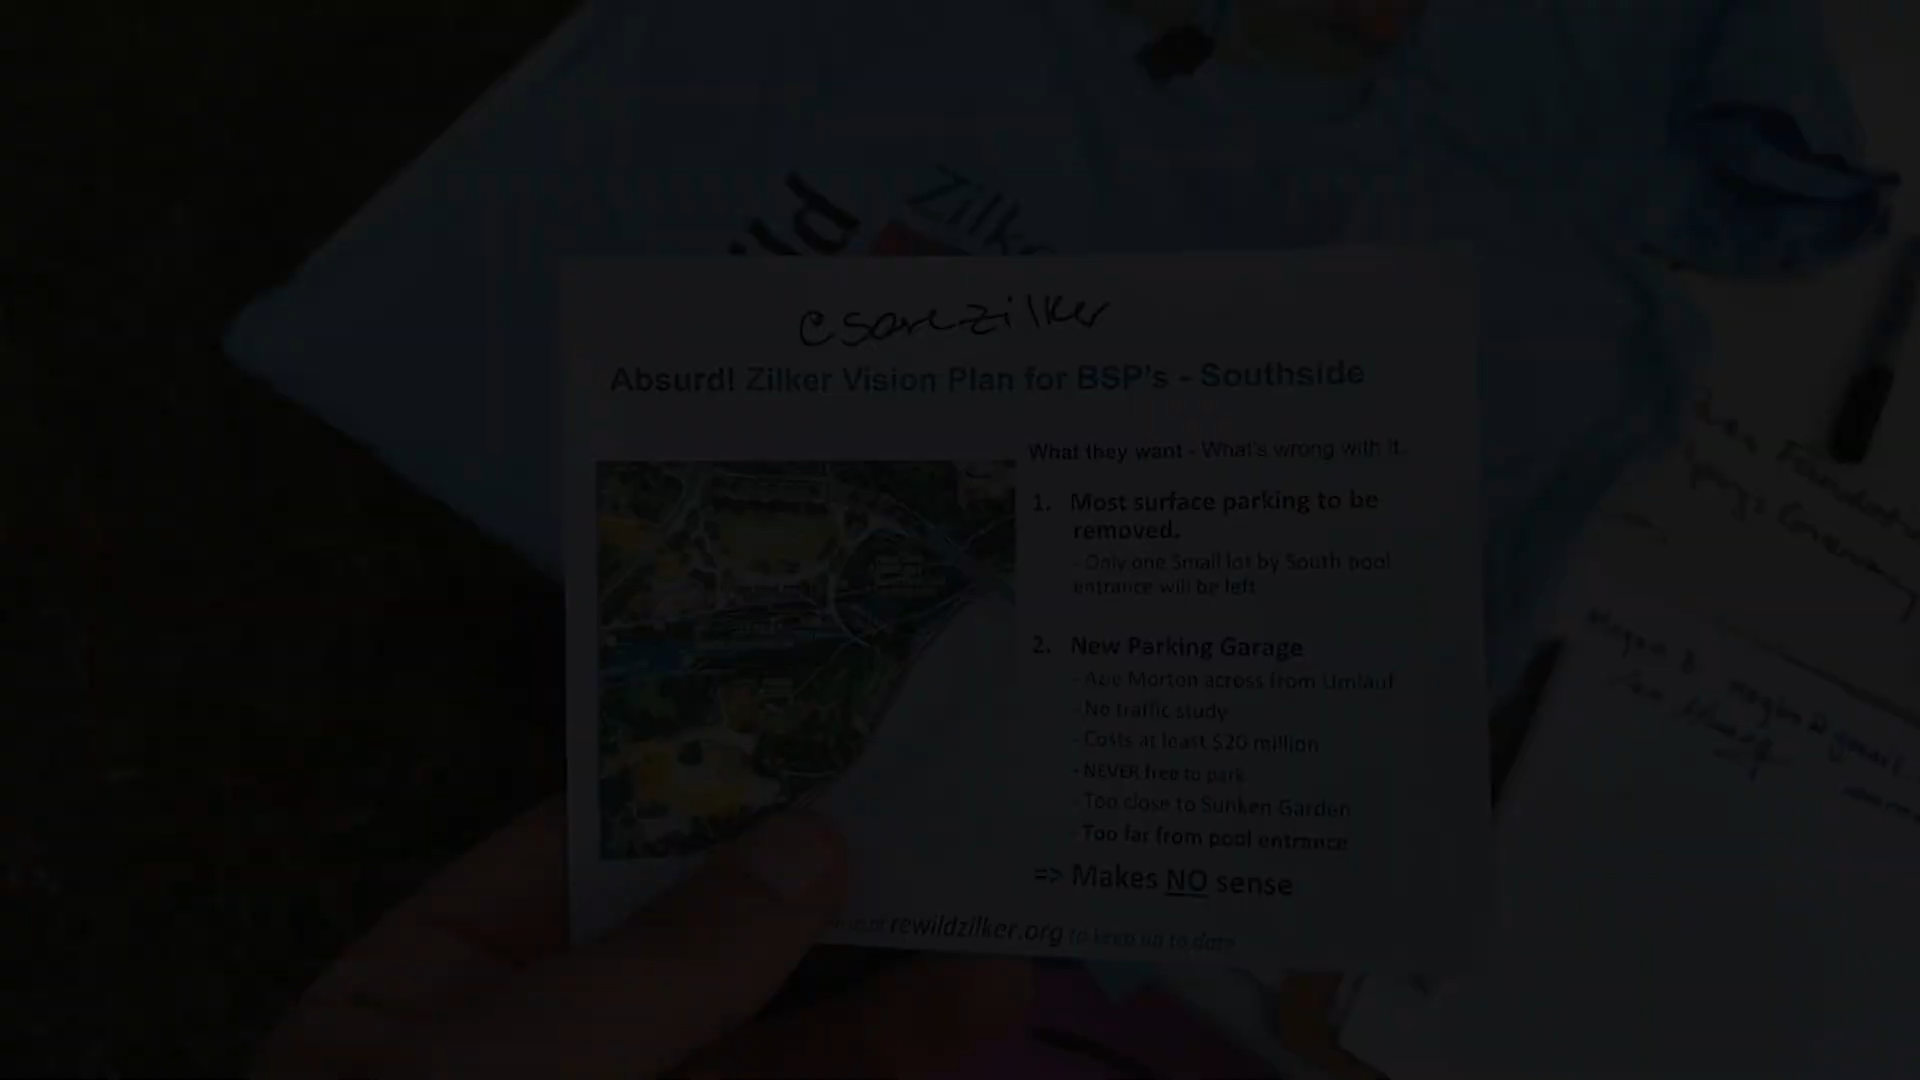 ild
Zilke
@savezilker
Absurd! Zilker Vision Plan for BSP's - Southside
What they want - What's wrong with it.
1. Most surface parking to be
removed.
- Only one Small lot by South pool
entrance will be left
2. New Parking Garage
- Azie Morton across from Umlauf
- No traffic study
- Costs at least $20 million
- NEVER free to park
- Too close to Sunken Garden
- Too far from pool entrance
=> Makes NO sense
rewildzilker.org to keep up to date